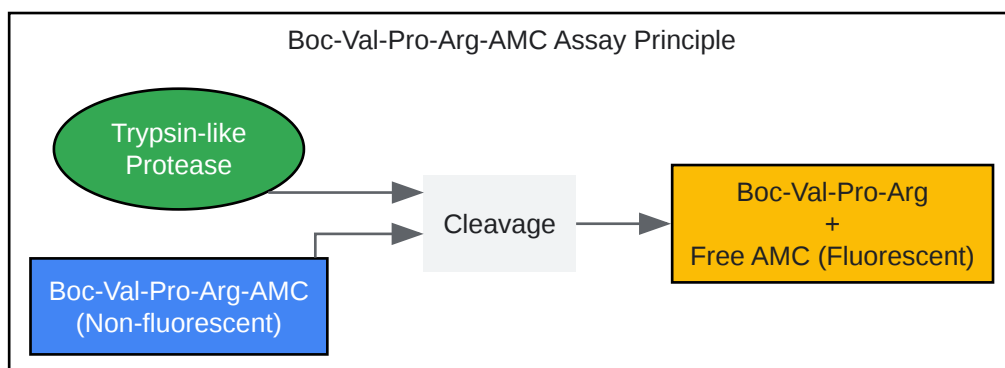 Boc-Val-Pro-Arg-AMC Assay Principle
Trypsin-like
Protease
Boc-Val-Pro-Arg-AMC
(Non-fluorescent)
Cleavage
Boc-Val-Pro-Arg
+
Free AMC (Fluorescent)